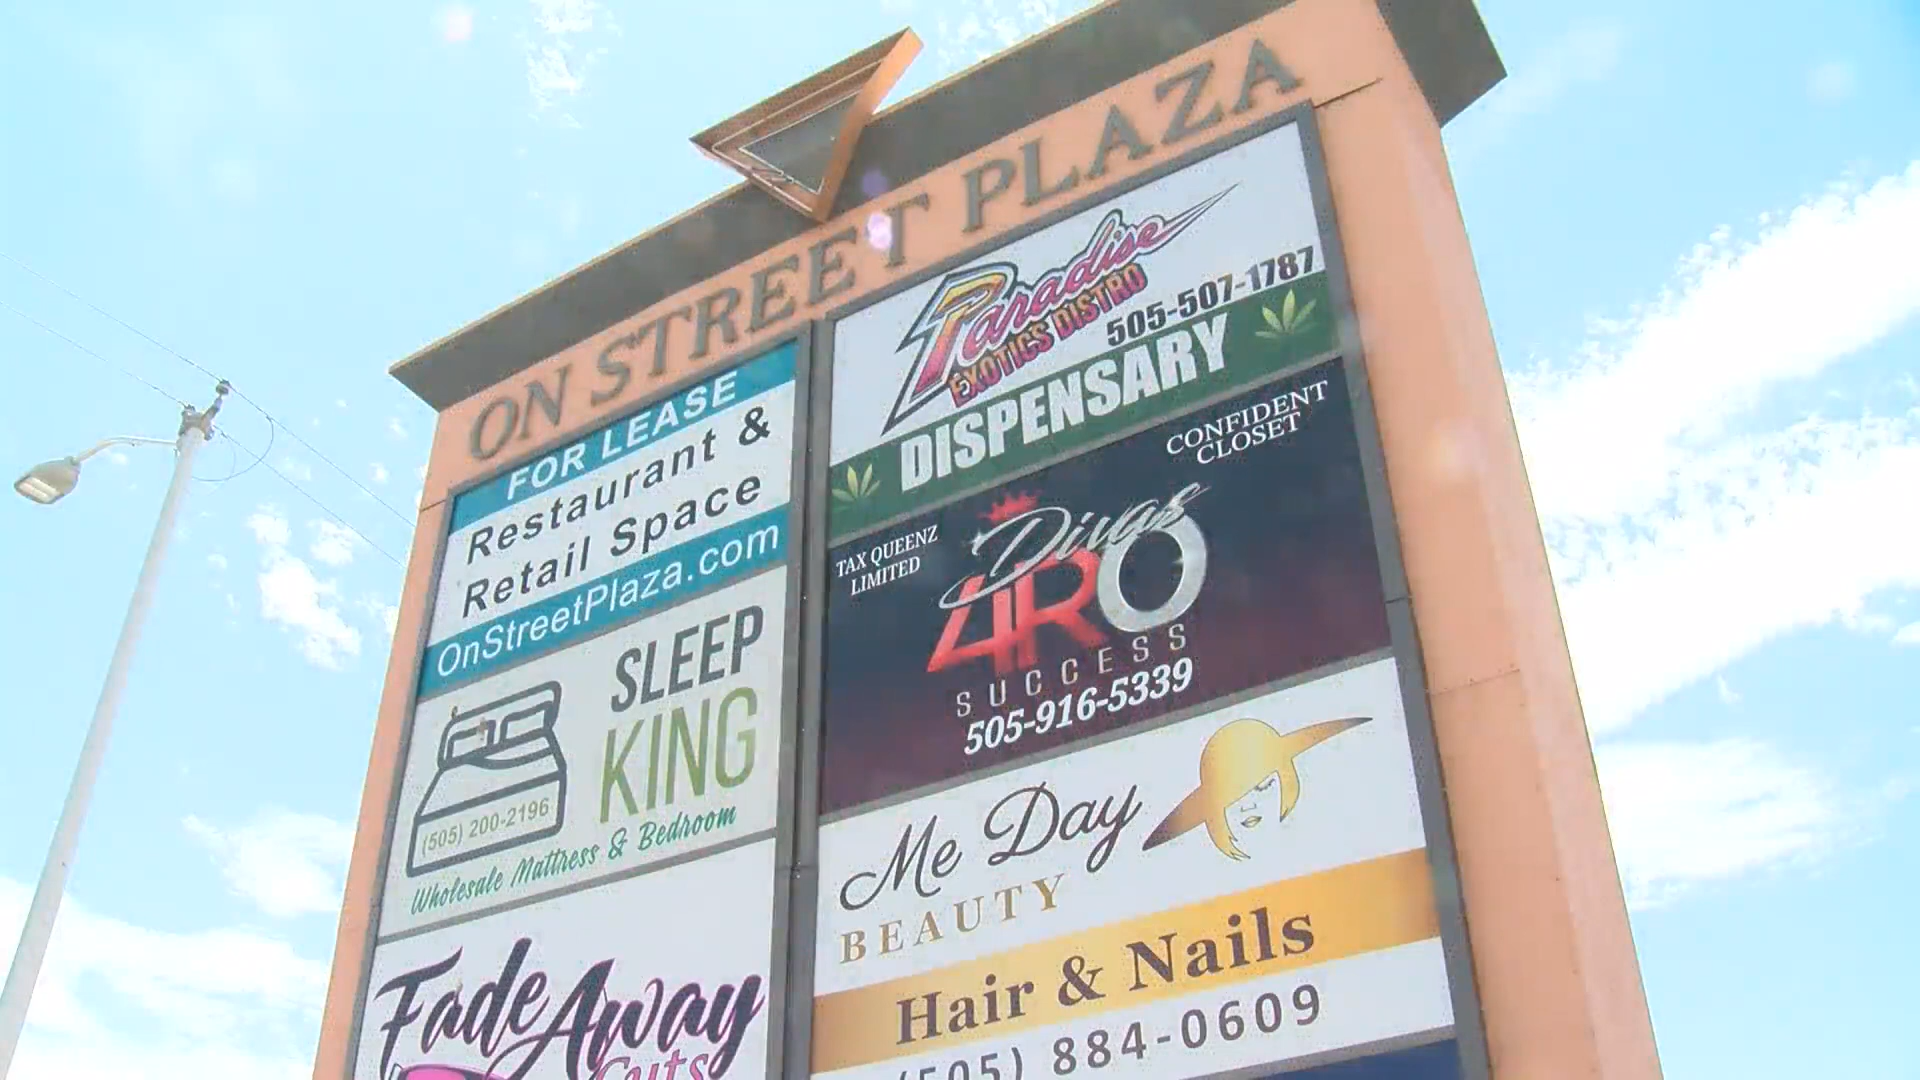 ON STREET PLAZA
FOR LEASE
Restaurant &
Retail Space
OnStreetPlaza.com
SLEEP
KING
(505) 200-2196
Wholesale Mattress & Bedroom
FadeAway
Cuts
Paradise
EXOTICS DISTRO
505-507-1787
DISPENSARY
CONFIDENT
CLOSET
TAX QUEENZ
LIMITED
Divas
4RO
SUCCESS
505-916-5339
Me Day
BEAUTY
Hair & Nails
(505) 884-0609